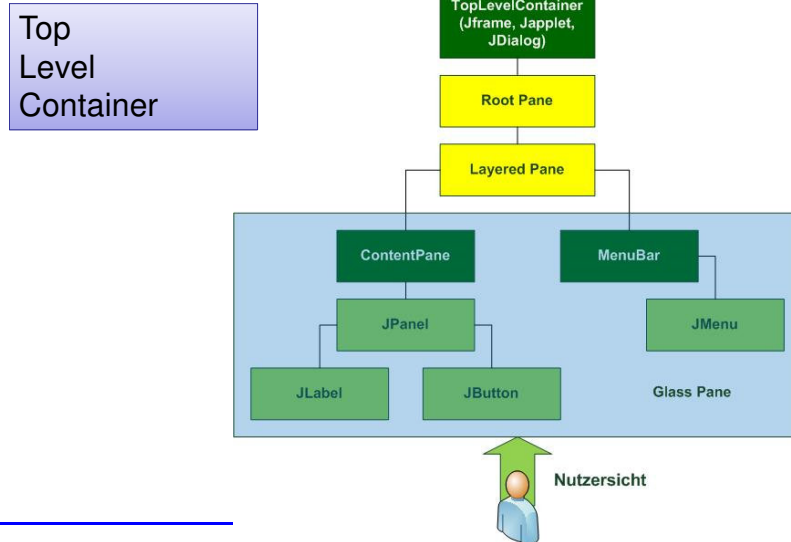 Top
Level
Container
TopLevelContainer
(Jframe, Japplet,
JDialog)
Root Pane
Layered Pane
ContentPane
MenuBar
JPanel
JMenu
JLabel
JButton
Glass Pane
Nutzersicht